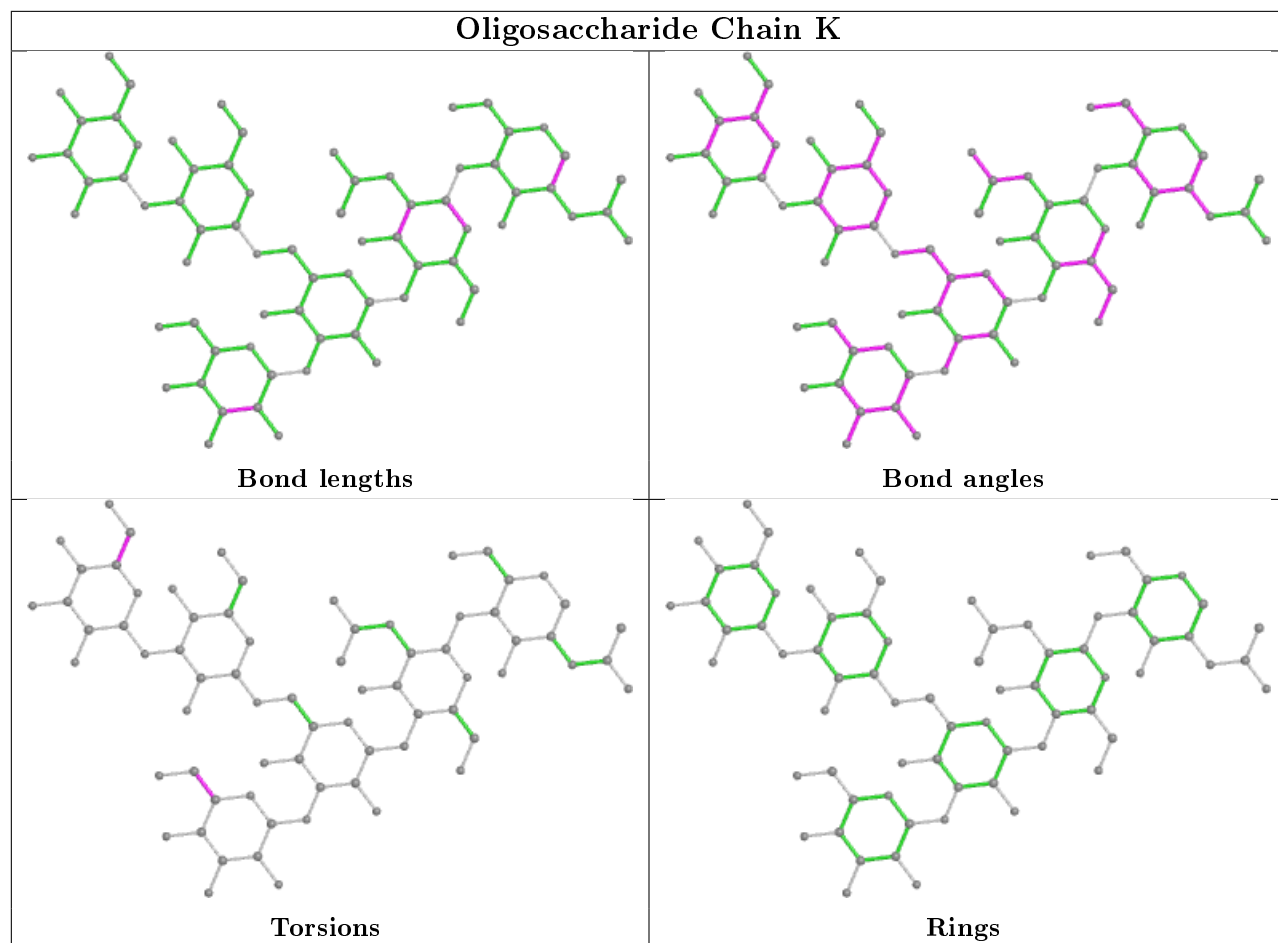 Oligosaccharide Chain K
Bond lengths
Bond angles
Torsions
Rings